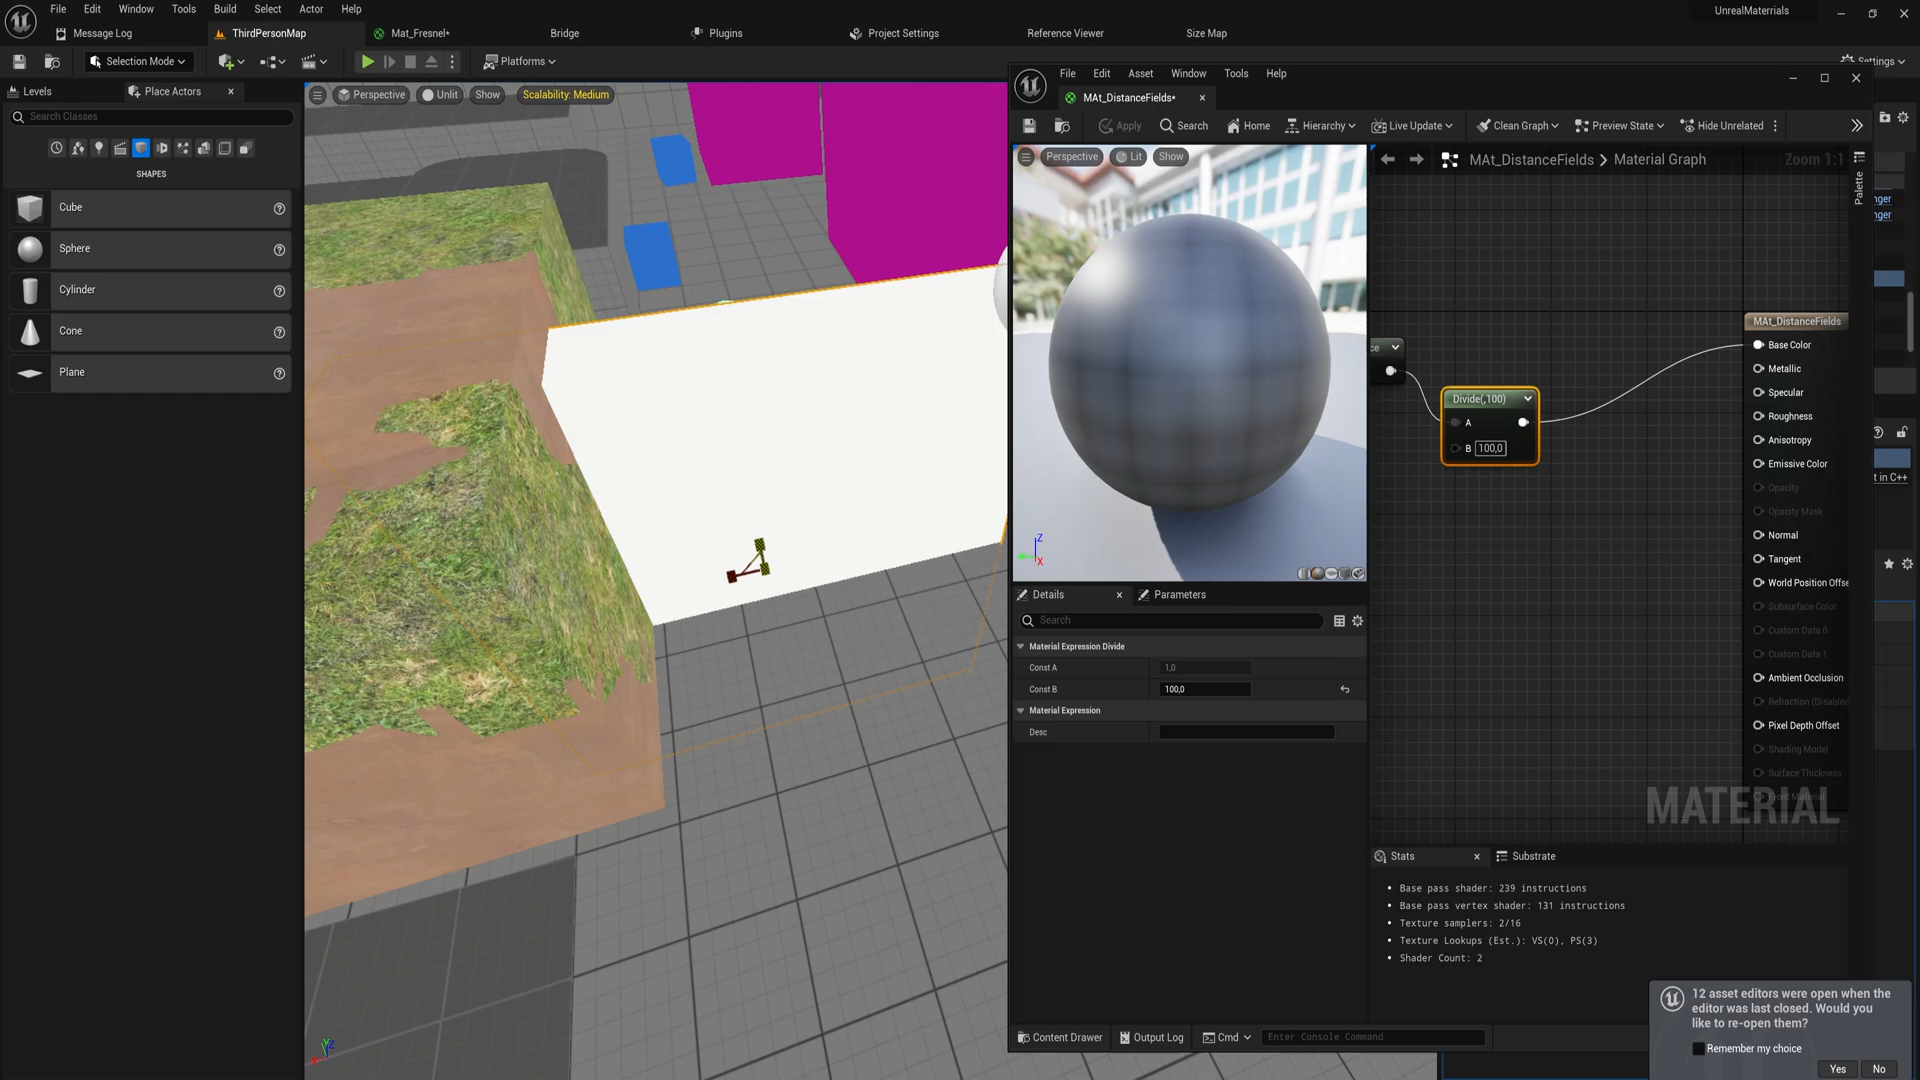 File Edit Window Tools Build Select Actor Help
UnrealMaterrials
Message Log
ThirdPersonMap
Mat_Fresnel*
Bridge
Plugins
Project Settings
Reference Viewer
Size Map
Selection Mode
Platforms
Settings
Levels
Place Actors
Search Classes
SHAPES
Cube
Sphere
Cylinder
Cone
Plane
Perspective
Unlit
Show
Scalability: Medium
File Edit Asset Window Tools Help
MAt_DistanceFields*
Apply
Search
Home
Hierarchy
Live Update
Clean Graph
Preview State
Hide Unrelated
Perspective
Lit
Show
MAt_DistanceFields > Material Graph
Zoom 1:1
Palette
nger
nger
t in C++
ce
Divide(,100)
A
B 100,0
MAt_DistanceFields
Base Color
Metallic
Specular
Roughness
Anisotropy
Emissive Color
Opacity
Opacity Mask
Normal
Tangent
World Position Offse
Subsurface Color
Custom Data 0
Custom Data 1
Ambient Occlusion
Refraction (Disabled
Pixel Depth Offset
Shading Model
Surface Thickness
Front Material
MATERIAL
Z
X
Details
Parameters
Search
Material Expression Divide
Const A 1,0
Const B 100,0
Material Expression
Desc
Stats
Substrate
Base pass shader: 239 instructions
Base pass vertex shader: 131 instructions
Texture samplers: 2/16
Texture Lookups (Est.): VS(0), PS(3)
Shader Count: 2
Content Drawer
Output Log
Cmd
Enter Console Command
12 asset editors were open when the
editor was last closed. Would you
like to re-open them?
Remember my choice
Yes
No